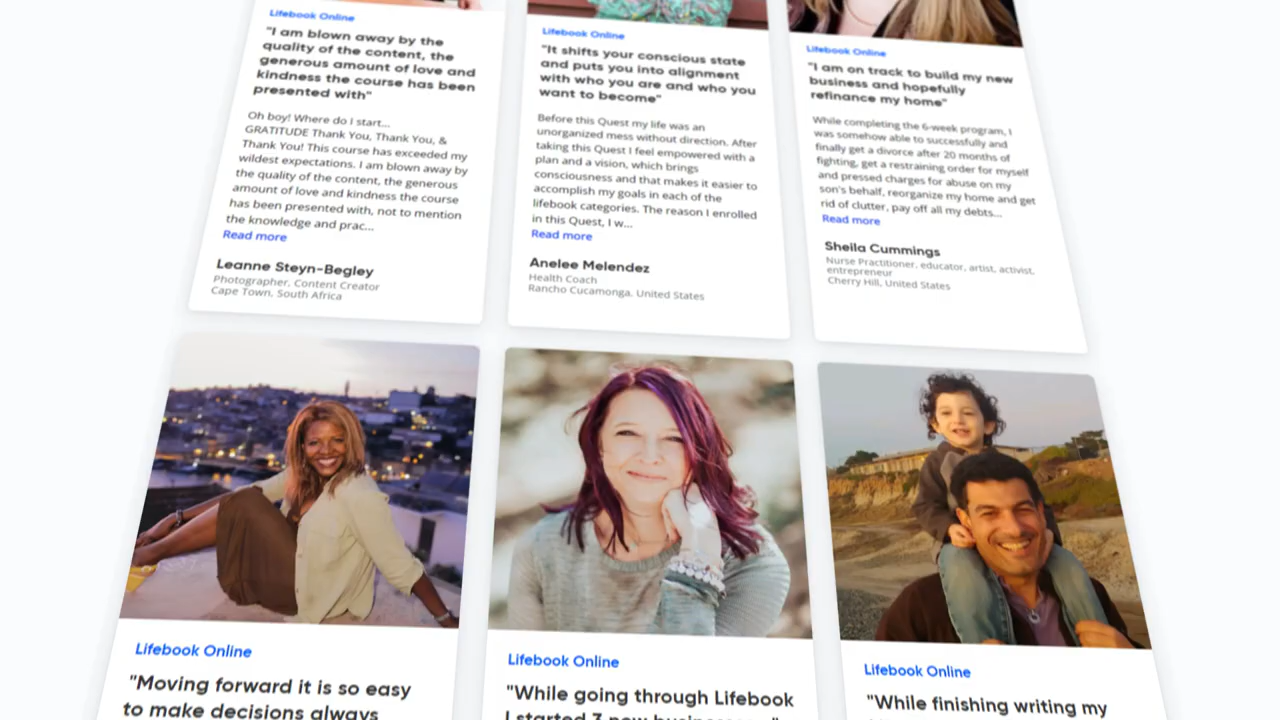 Lifebook Online
"I am blown away by the
quality of the content, the
generous amount of love and
kindness the course has been
presented with"
Oh boy! Where do I start...
GRATITUDE Thank You, Thank You, &
Thank You! This course has exceeded my
wildest expectations. I am blown away by
the quality of the content, the generous
amount of love and kindness the course
has been presented with, not to mention
the knowledge and prac...
Read more
Leanne Steyn-Begley
Photographer, Content Creator
Cape Town, South Africa
Lifebook Online
"It shifts your conscious state
and puts you into alignment
with who you are and who you
want to become"
Before this Quest my life was an
unorganized mess without direction. After
taking this Quest I feel empowered with a
plan and a vision, which brings
consciousness and that makes it easier to
accomplish my goals in each of the
lifebook categories. The reason I enrolled
in this Quest, I w...
Read more
Anelee Melendez
Health Coach
Rancho Cucamonga, United States
Lifebook Online
"I am on track to build my new
business and hopefully
refinance my home"
While completing the 6-week program, I
was somehow able to successfully and
finally get a divorce after 20 months of
fighting, get a restraining order for myself
and pressed charges for abuse on my
son's behalf, reorganize my home and get
rid of clutter, pay off all my debts...
Read more
Sheila Cummings
Nurse Practitioner, educator, artist, activist,
entrepreneur
Cherry Hill, United States
Lifebook Online
"Moving forward it is so easy
to make decisions always
Lifebook Online
"While going through Lifebook
I started 3 new
Lifebook Online
"While finishing writing my